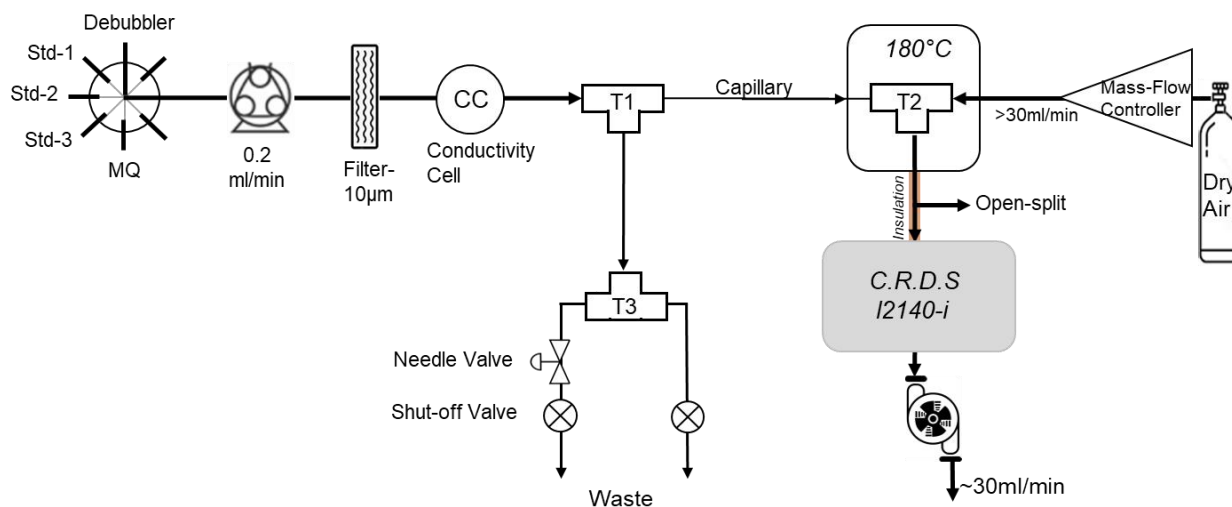 Debubbler
Std-1
Std-2
Std-3
MQ
0.2
ml/min
Filter-
10µm
CC
Conductivity
Cell
T1
Capillary
180°C
T2
>30ml/min
Mass-Flow
Controller
Dry
Air
Insulation
Open-split
C.R.D.S
l2140-i
~30ml/min
T3
Needle Valve
Shut-off Valve
Waste